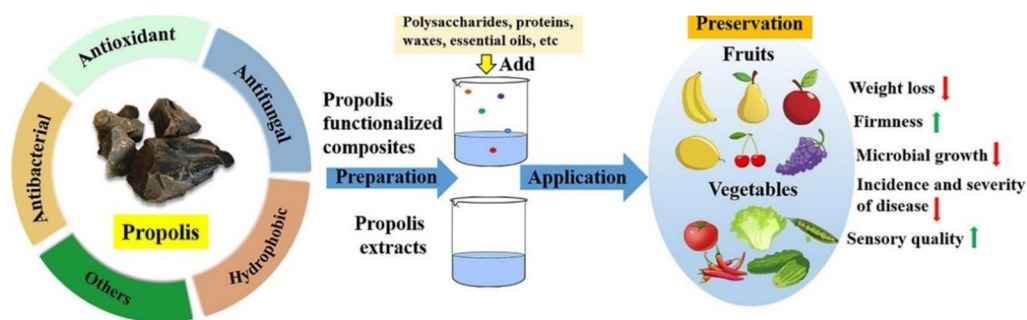 Antioxidant
Antifungal
Antibacterial
Propolis
Hydrophobic
Others
Polysaccharides, proteins,
waxes, essential oils, etc
Add
Propolis
functionalized
composites
Preparation
Propolis
extracts
Application
Preservation
Fruits
Vegetables
Weight loss
Firmness
Microbial growth
Incidence and severity
of disease
Sensory quality